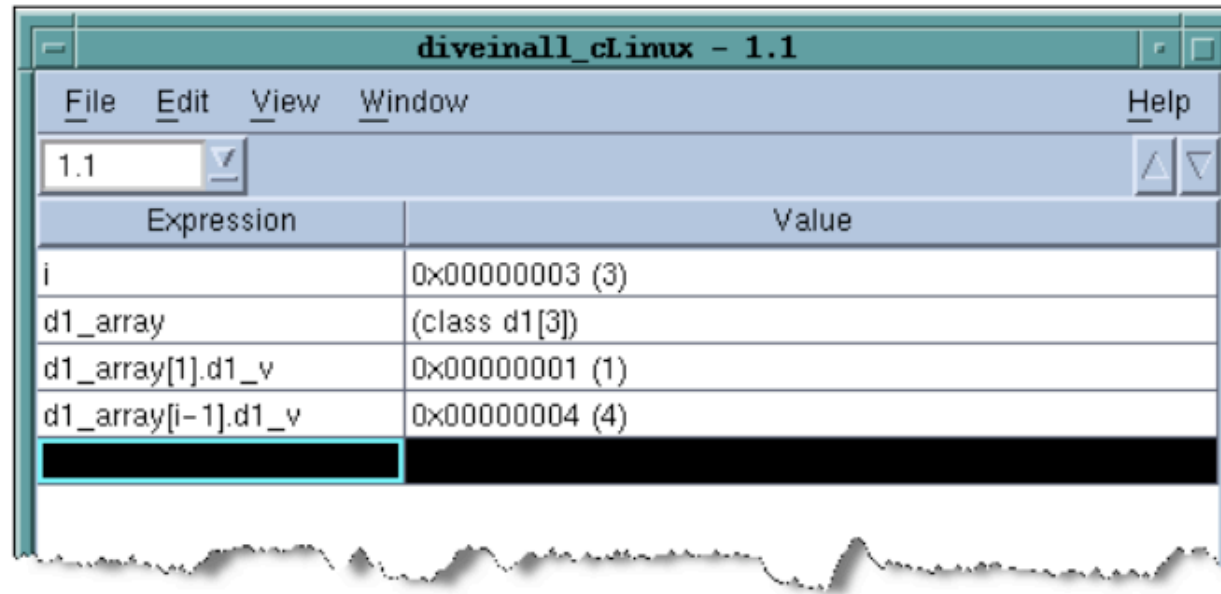 diveinall_cLinux - 1.1
File Edit View Window Help
1.1
Expression Value
i 0x00000003 (3)
d1_array (class d1[3])
d1_array[1].d1_v 0x00000001 (1)
d1_array[i-1].d1_v 0x00000004 (4)